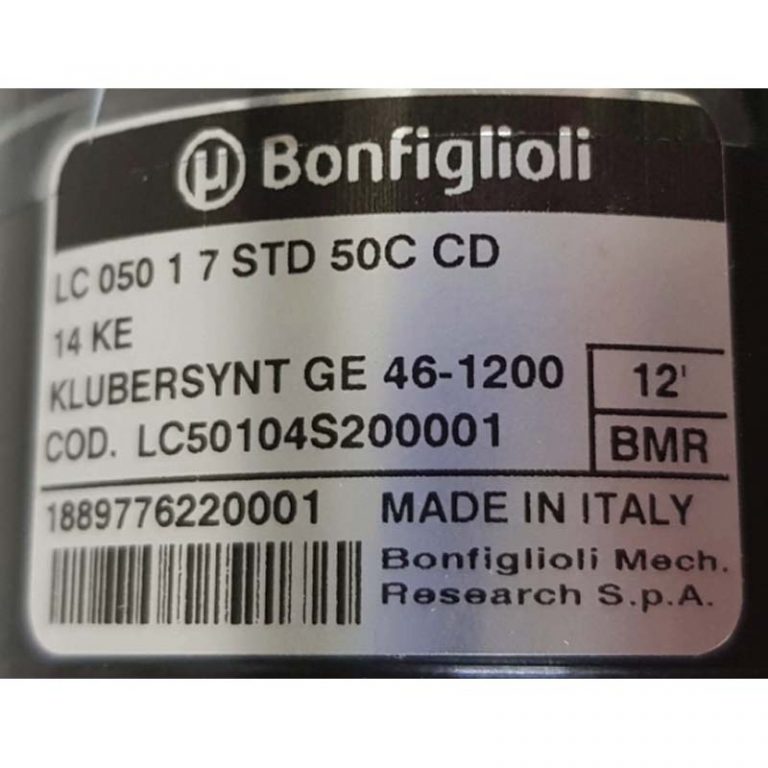 µ Bonfiglioli
LC 050 1 7 STD 50C CD
14 KE
KLUBERSYNT GE 46-1200
12'
COD. LC50104S200001
BMR
1889776220001 MADE IN ITALY
Bonfiglioli Mech.
Research S.p.A.